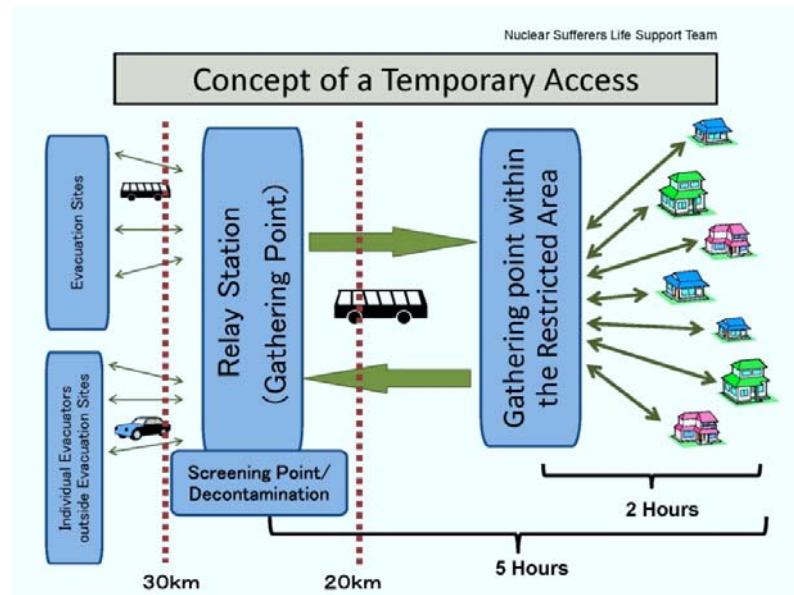 Nuclear Sufferers Life Support Team
Concept of a Temporary Access
Evacuation Sites
Individual Evacuators
outside Evacuation Sites
Relay Station
(Gathering Point)
Screening Point/
Decontamination
Gathering point within
the Restricted Area
2 Hours
5 Hours
30km
20km